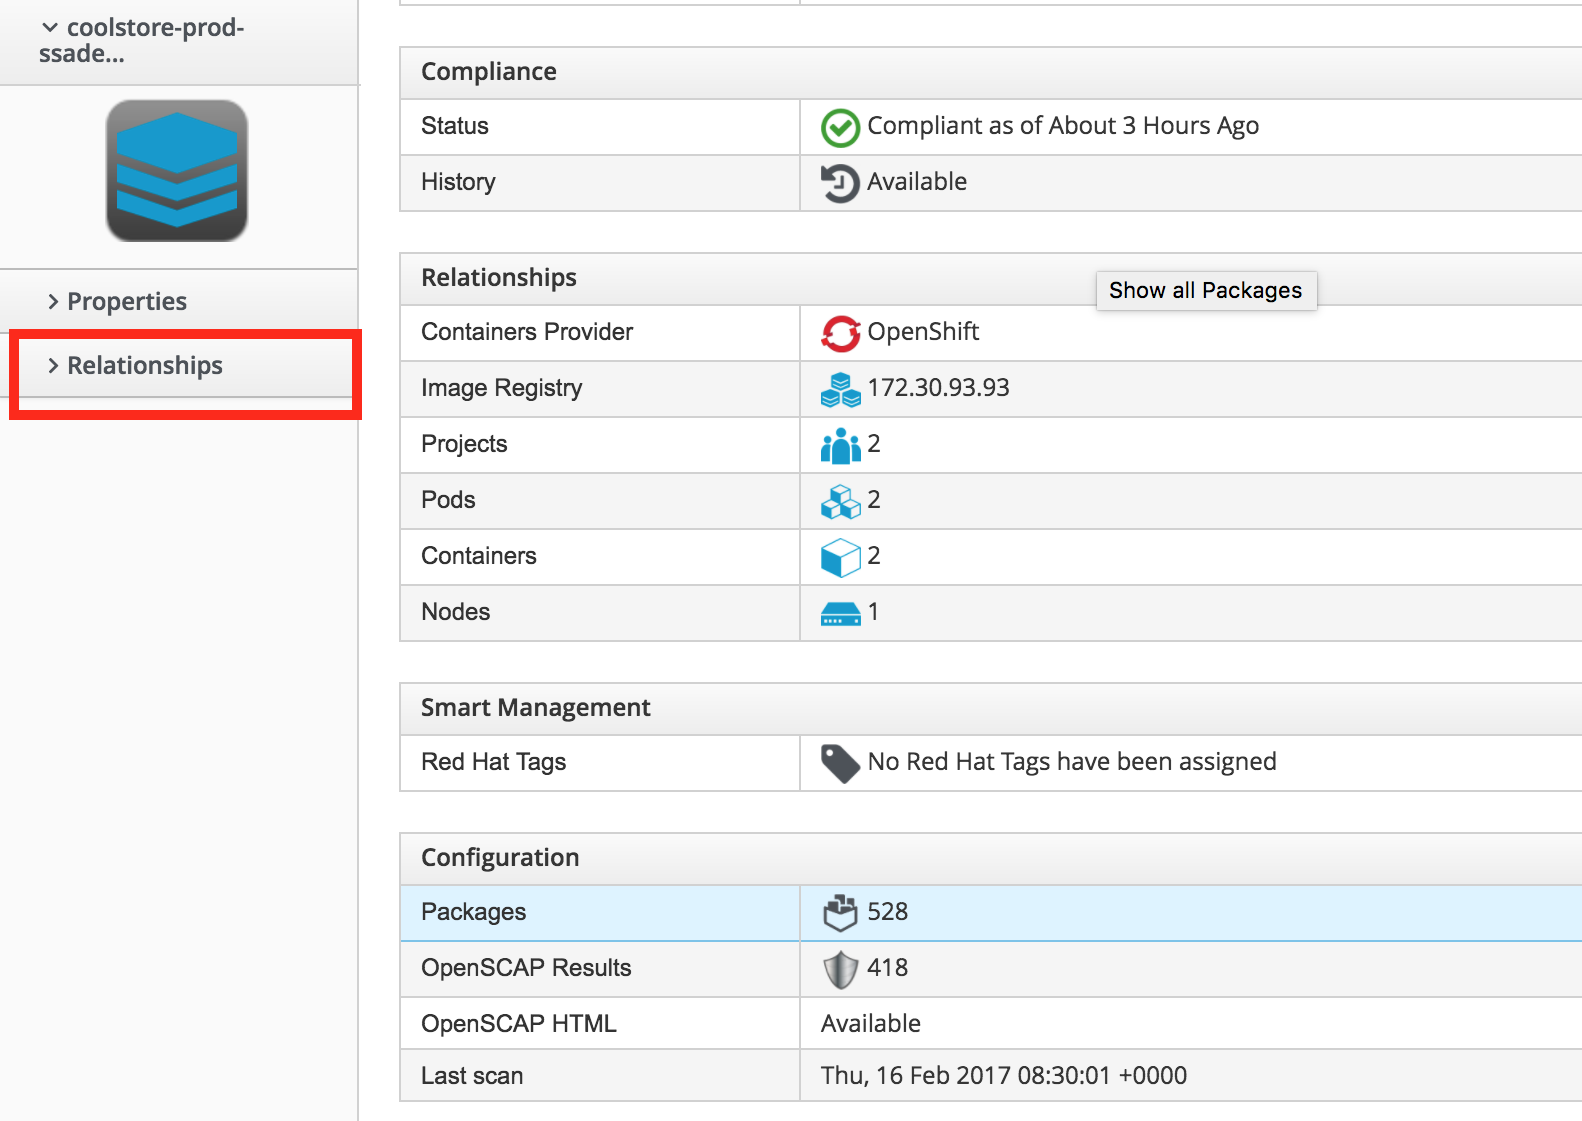 coolstore-prod-
ssade...
Properties
Relationships
Compliance
Status
Compliant as of About 3 Hours Ago
History
Available
Relationships
Show all Packages
Containers Provider
OpenShift
Image Registry
172.30.93.93
Projects
2
Pods
2
Containers
2
Nodes
1
Smart Management
Red Hat Tags
No Red Hat Tags have been assigned
Configuration
Packages
528
OpenSCAP Results
418
OpenSCAP HTML
Available
Last scan
Thu, 16 Feb 2017 08:30:01 +0000